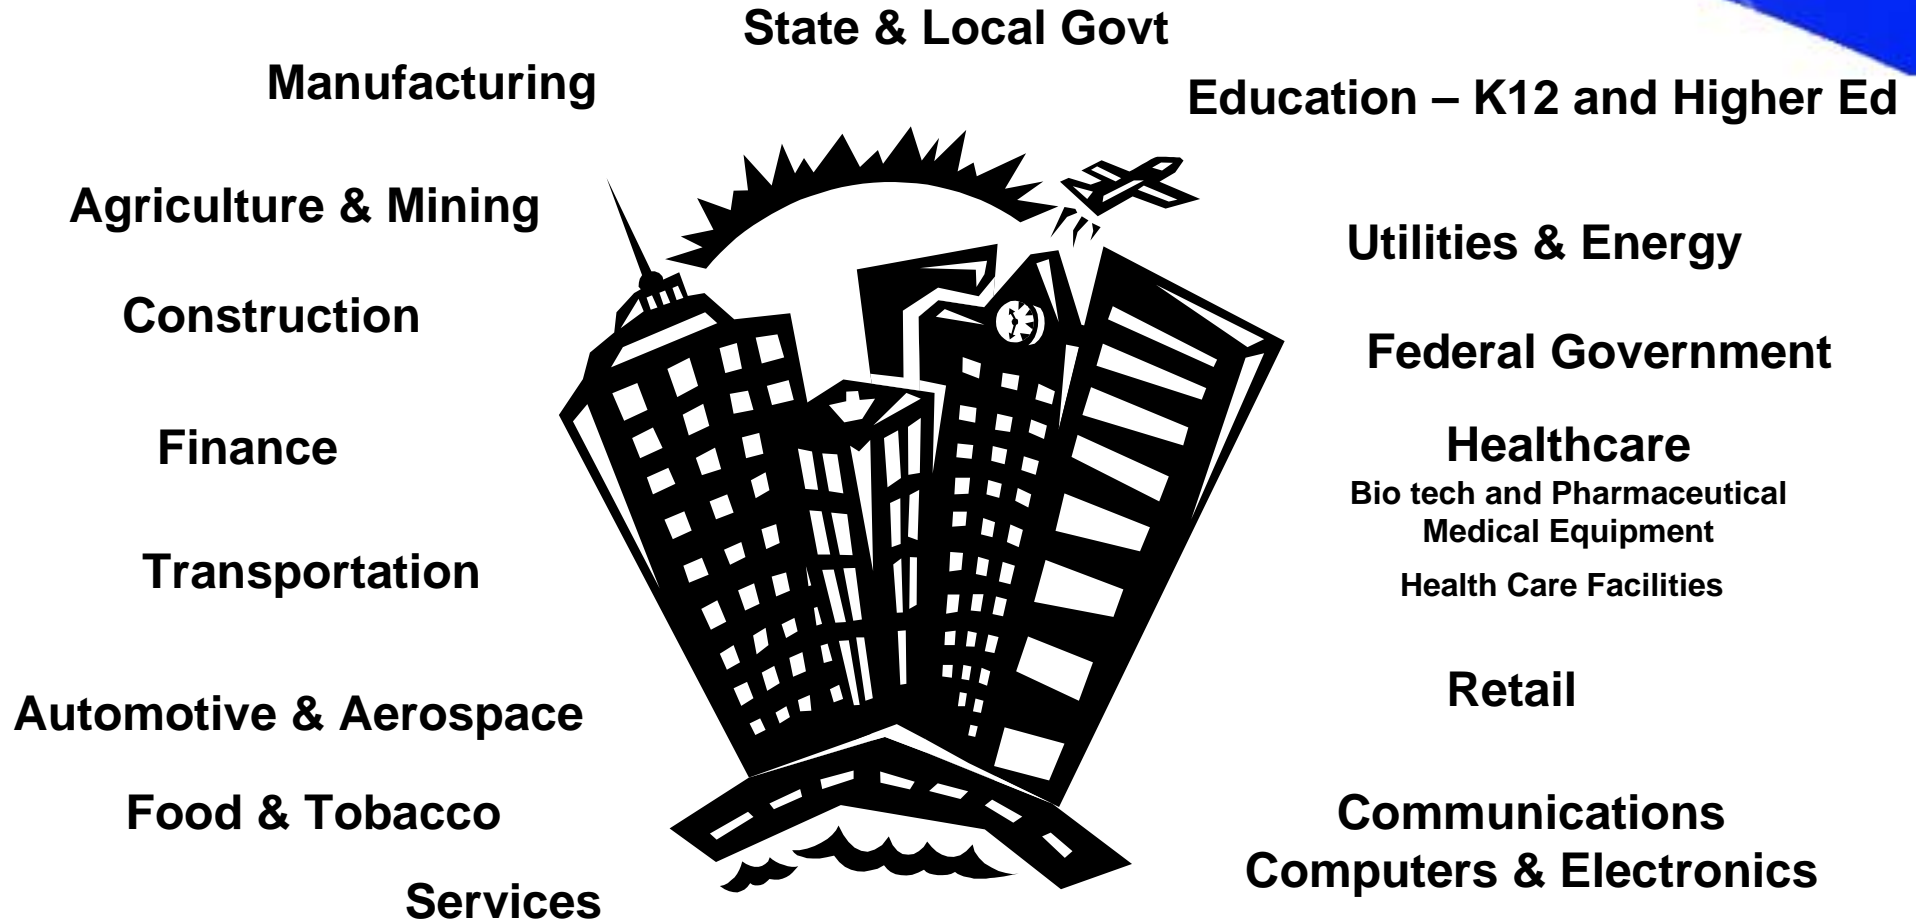 State & Local Govt
Manufacturing
Education – K12 and Higher Ed
Agriculture & Mining
Utilities & Energy
Construction
Federal Government
Finance
Healthcare
Bio tech and Pharmaceutical
Medical Equipment
Health Care Facilities
Transportation
Retail
Automotive & Aerospace
Food & Tobacco
Communications
Computers & Electronics
Services